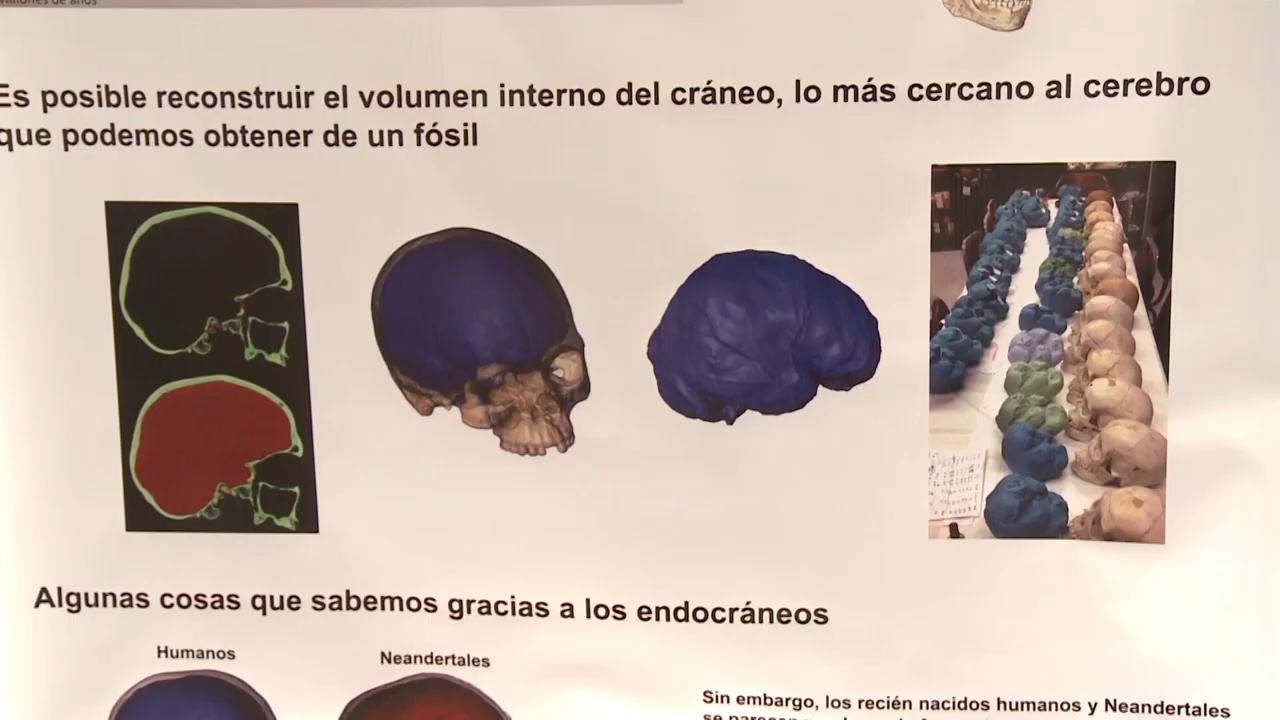 Es posible reconstruir el volumen interno del cráneo, lo más cercano al cerebro
que podemos obtener de un fósil
Algunas cosas que sabemos gracias a los endocráneos
Humanos
Neandertales
Sin embargo, los recién nacidos humanos y Neandertales